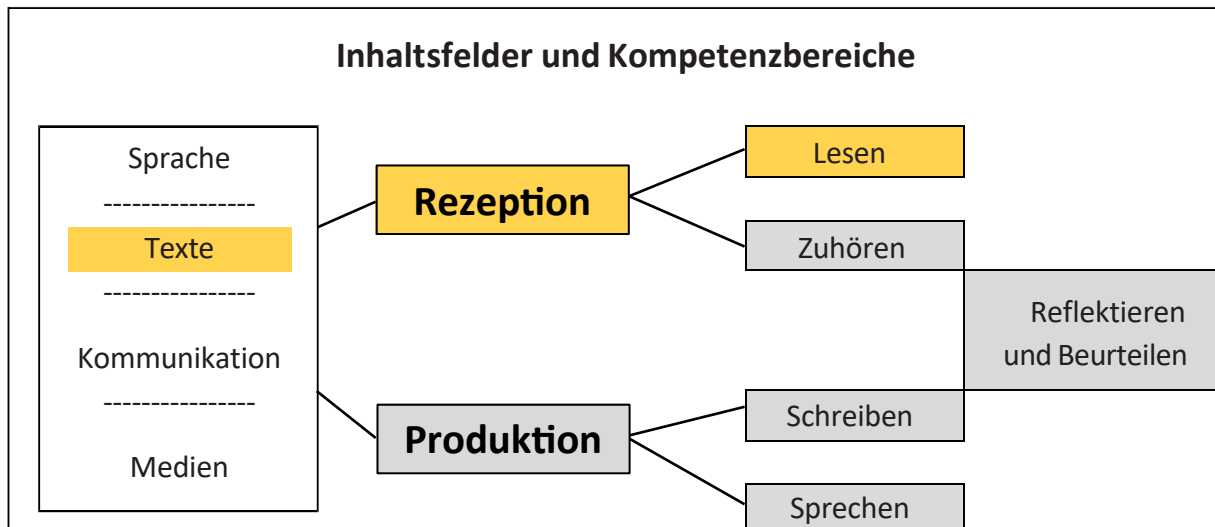 Inhaltsfelder und Kompetenzbereiche
Sprache
----------------
Texte
----------------
Kommunikation
----------------
Medien
Rezeption
Produktion
Lesen
Zuhören
Schreiben
Sprechen
Reflektieren
und Beurteilen